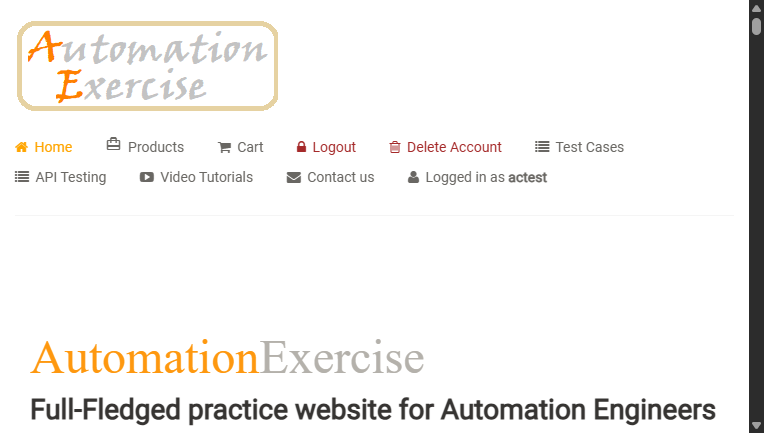 Automation
Exercise
Home Products Cart Logout Delete Account Test Cases
API Testing Video Tutorials Contact us Logged in as actest
AutomationExercise
Full-Fledged practice website for Automation Engineers